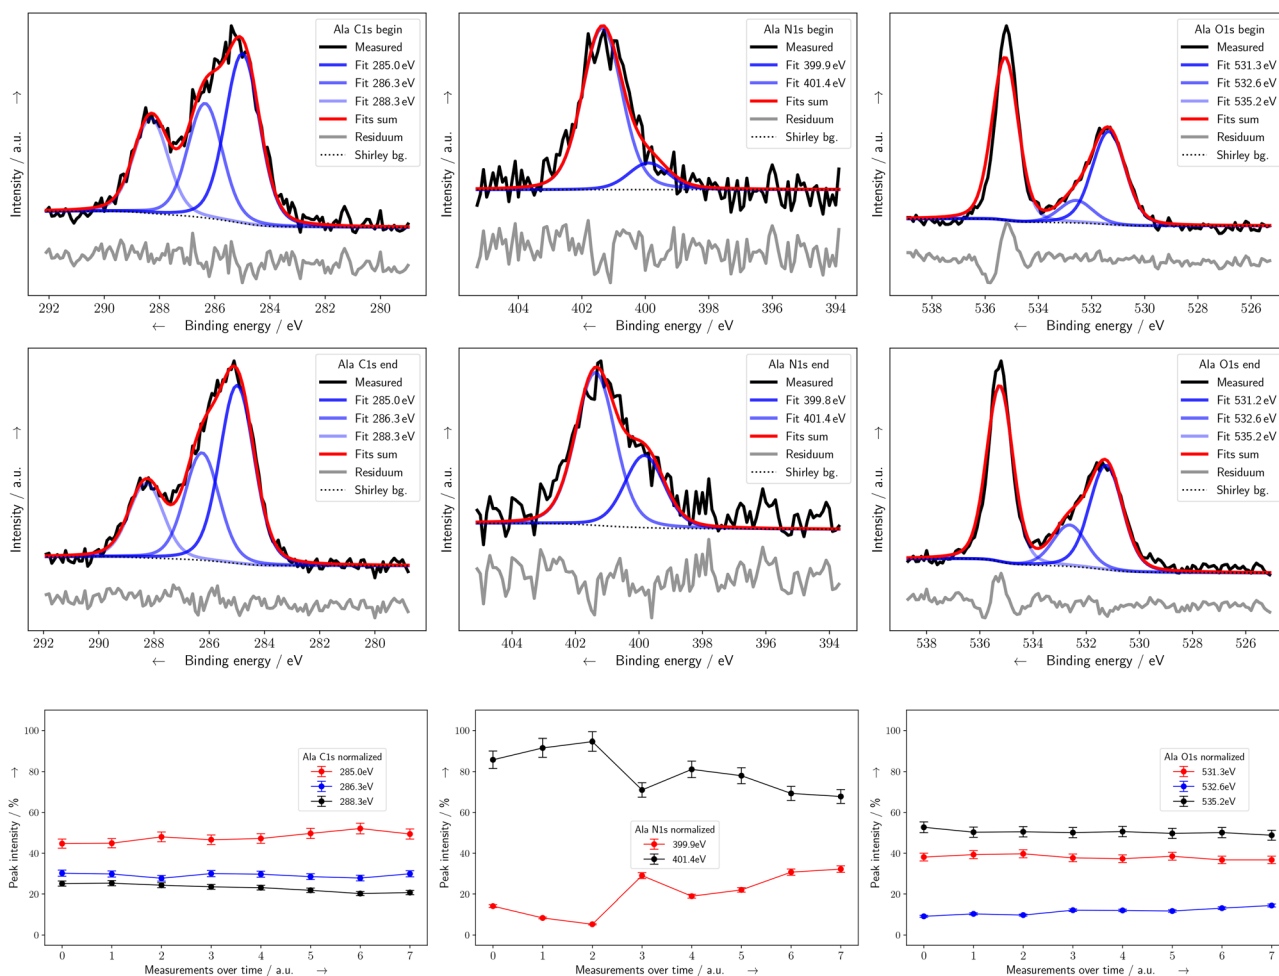 Ala C1s begin
Measured
Fit 285.0 eV
Fit 286.3 eV
Fit 288.3 eV
Fits sum
Residuum
Shirley bg.
Intensity / a.u. →
292 290 288 286 284 282 280
← Binding energy / eV
Ala N1s begin
Measured
Fit 399.9 eV
Fit 401.4 eV
Fits sum
Residuum
Shirley bg.
Intensity / a.u. →
404 402 400 398 396 394
← Binding energy / eV
Ala O1s begin
Measured
Fit 531.3 eV
Fit 532.6 eV
Fit 535.2 eV
Fits sum
Residuum
Shirley bg.
Intensity / a.u. →
538 536 534 532 530 528 526
← Binding energy / eV
Ala C1s end
Measured
Fit 285.0 eV
Fit 286.3 eV
Fit 288.3 eV
Fits sum
Residuum
Shirley bg.
Intensity / a.u. →
292 290 288 286 284 282 280
← Binding energy / eV
Ala N1s end
Measured
Fit 399.8 eV
Fit 401.4 eV
Fits sum
Residuum
Shirley bg.
Intensity / a.u. →
404 402 400 398 396 394
← Binding energy / eV
Ala O1s end
Measured
Fit 531.2 eV
Fit 532.6 eV
Fit 535.2 eV
Fits sum
Residuum
Shirley bg.
Intensity / a.u. →
538 536 534 532 530 528 526
← Binding energy / eV
Ala C1s normalized
285.0eV
286.3eV
288.3eV
Peak intensity / % →
100
80
60
40
20
0
0 1 2 3 4 5 6 7
Measurements over time / a.u. →
Ala N1s normalized
399.9eV
401.4eV
Peak intensity / % →
100
80
60
40
20
0
0 1 2 3 4 5 6 7
Measurements over time / a.u. →
Ala O1s normalized
531.3eV
532.6eV
535.2eV
Peak intensity / % →
100
80
60
40
20
0
0 1 2 3 4 5 6 7
Measurements over time / a.u. →